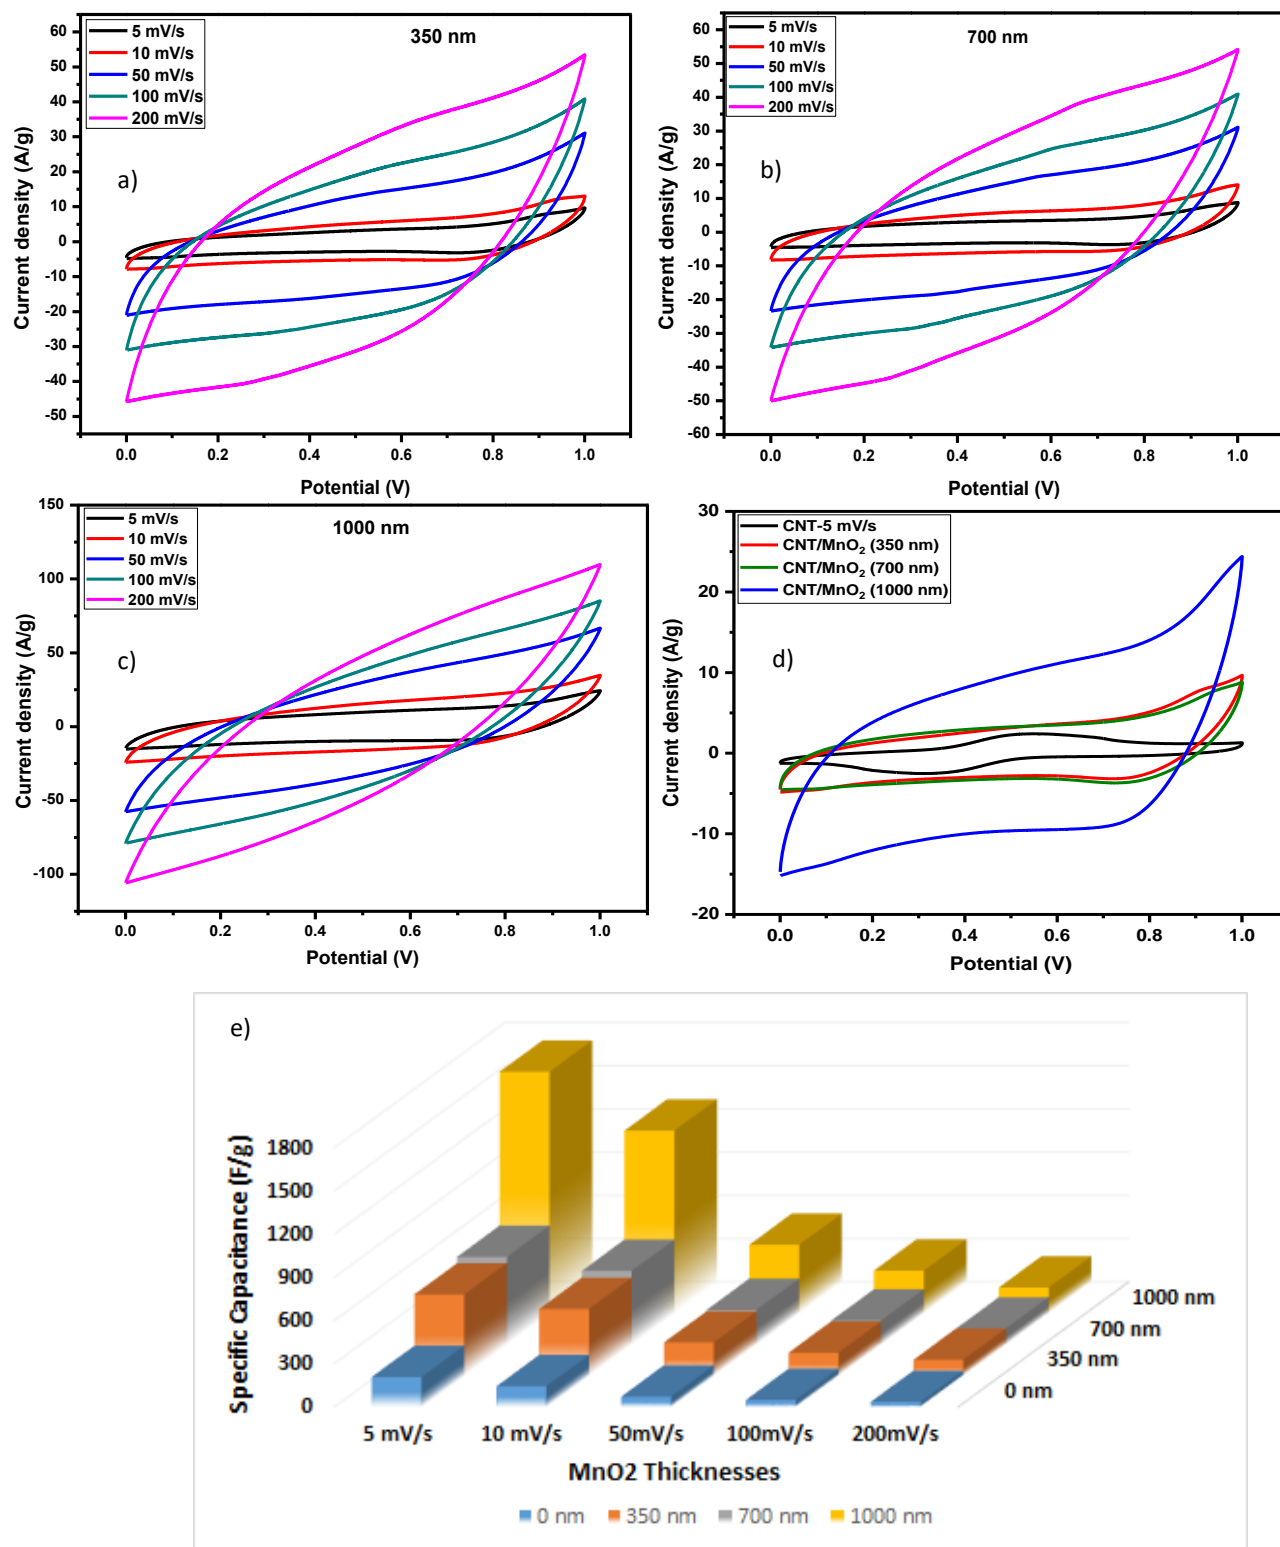 5 mV/s
10 mV/s
50 mV/s
100 mV/s
200 mV/s
350 nm
a)
60
50
40
30
20
10
0
-10
-20
-30
-40
-50
Current density (A/g)
0.0 0.2 0.4 0.6 0.8 1.0
Potential (V)
5 mV/s
10 mV/s
50 mV/s
100 mV/s
200 mV/s
700 nm
b)
60
50
40
30
20
10
0
-10
-20
-30
-40
-50
-60
Current density (A/g)
0.0 0.2 0.4 0.6 0.8 1.0
Potential (V)
5 mV/s
10 mV/s
50 mV/s
100 mV/s
200 mV/s
1000 nm
c)
150
100
50
0
-50
-100
Current density (A/g)
0.0 0.2 0.4 0.6 0.8 1.0
Potential (V)
CNT-5 mV/s
CNT/MnO₂ (350 nm)
CNT/MnO₂ (700 nm)
CNT/MnO₂ (1000 nm)
d)
30
20
10
0
-10
-20
Current density (A/g)
0.0 0.2 0.4 0.6 0.8 1.0
Potential (V)
e)
Specific Capacitance (F/g)
1800
1500
1200
900
600
300
0
5 mV/s 10 mV/s 50mV/s 100mV/s 200mV/s
1000 nm
700 nm
350 nm
0 nm
MnO2 Thicknesses
0 nm 350 nm 700 nm 1000 nm